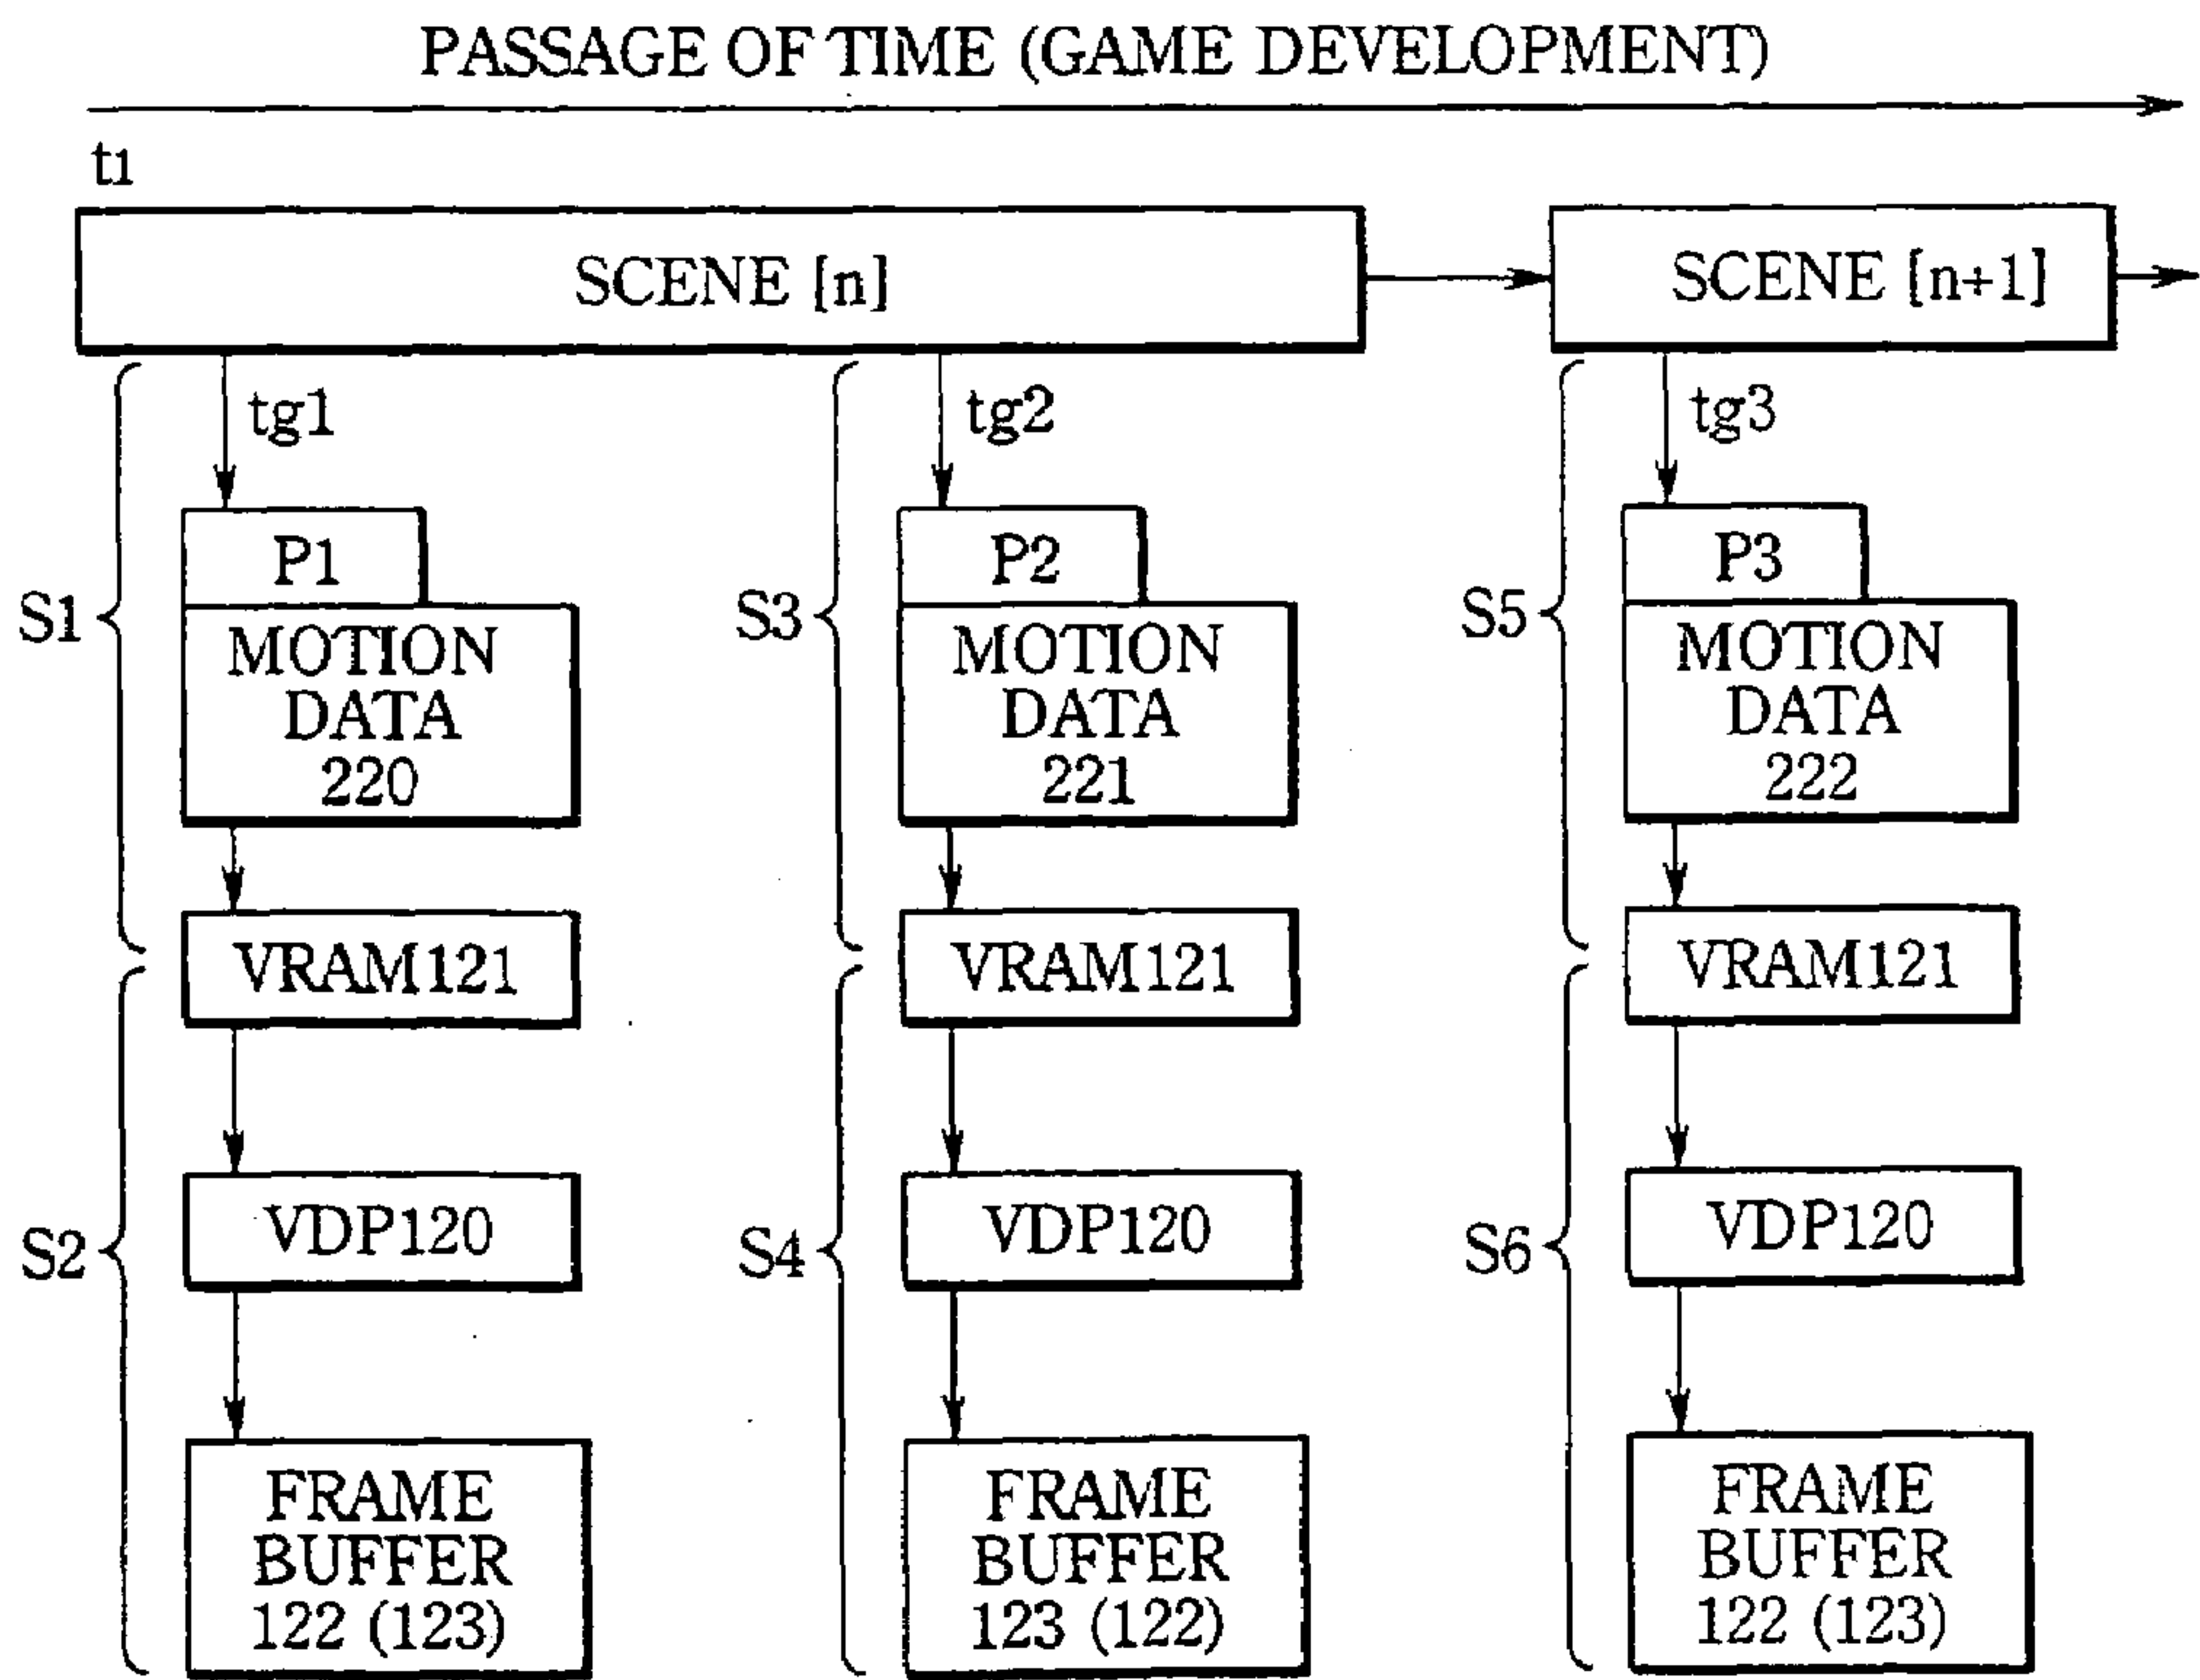 PASSAGE OF TIME (GAME DEVELOPMENT)
t1
SCENE [n]
SCENE [n+1]
tg1
tg2
tg3
P1
P2
P3
S1
MOTION
DATA
220
S3
MOTION
DATA
221
S5
MOTION
DATA
222
VRAM121
VRAM121
VRAM121
S2
VDP120
S4
VDP120
S6
VDP120
FRAME
BUFFER
122 (123)
FRAME
BUFFER
123 (122)
FRAME
BUFFER
122 (123)